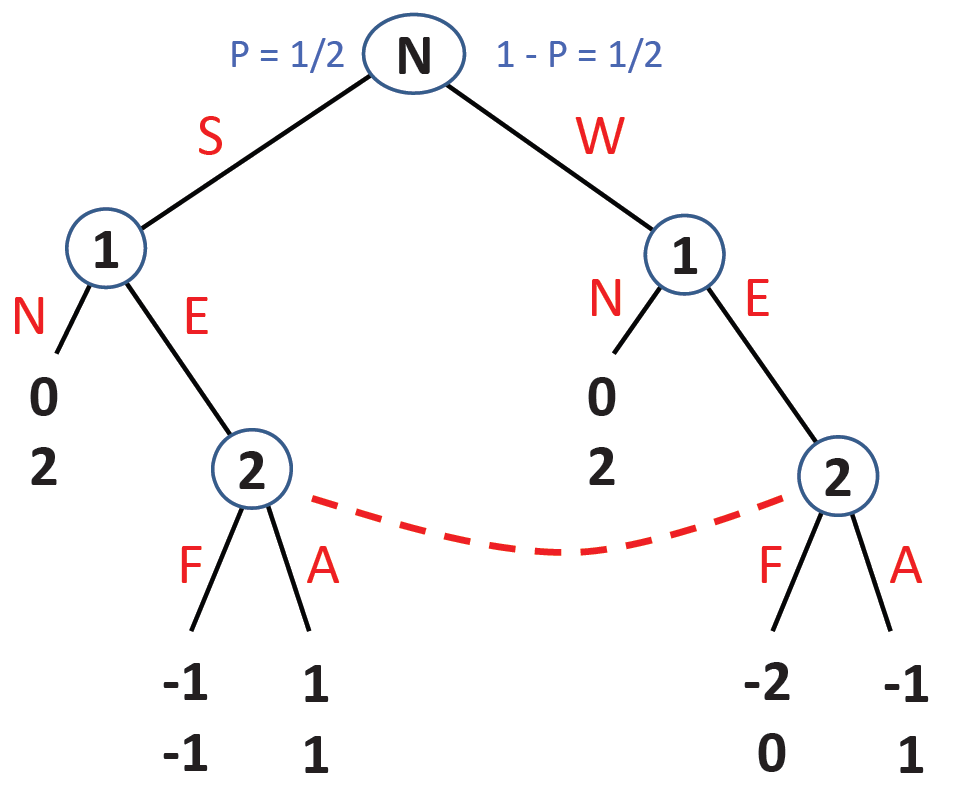 P = 1/2 N 1 - P = 1/2
S W
1 1
N E N E
0 0
2 2
2 2
F A F A
-1 1 -2 -1
-1 1 0 1